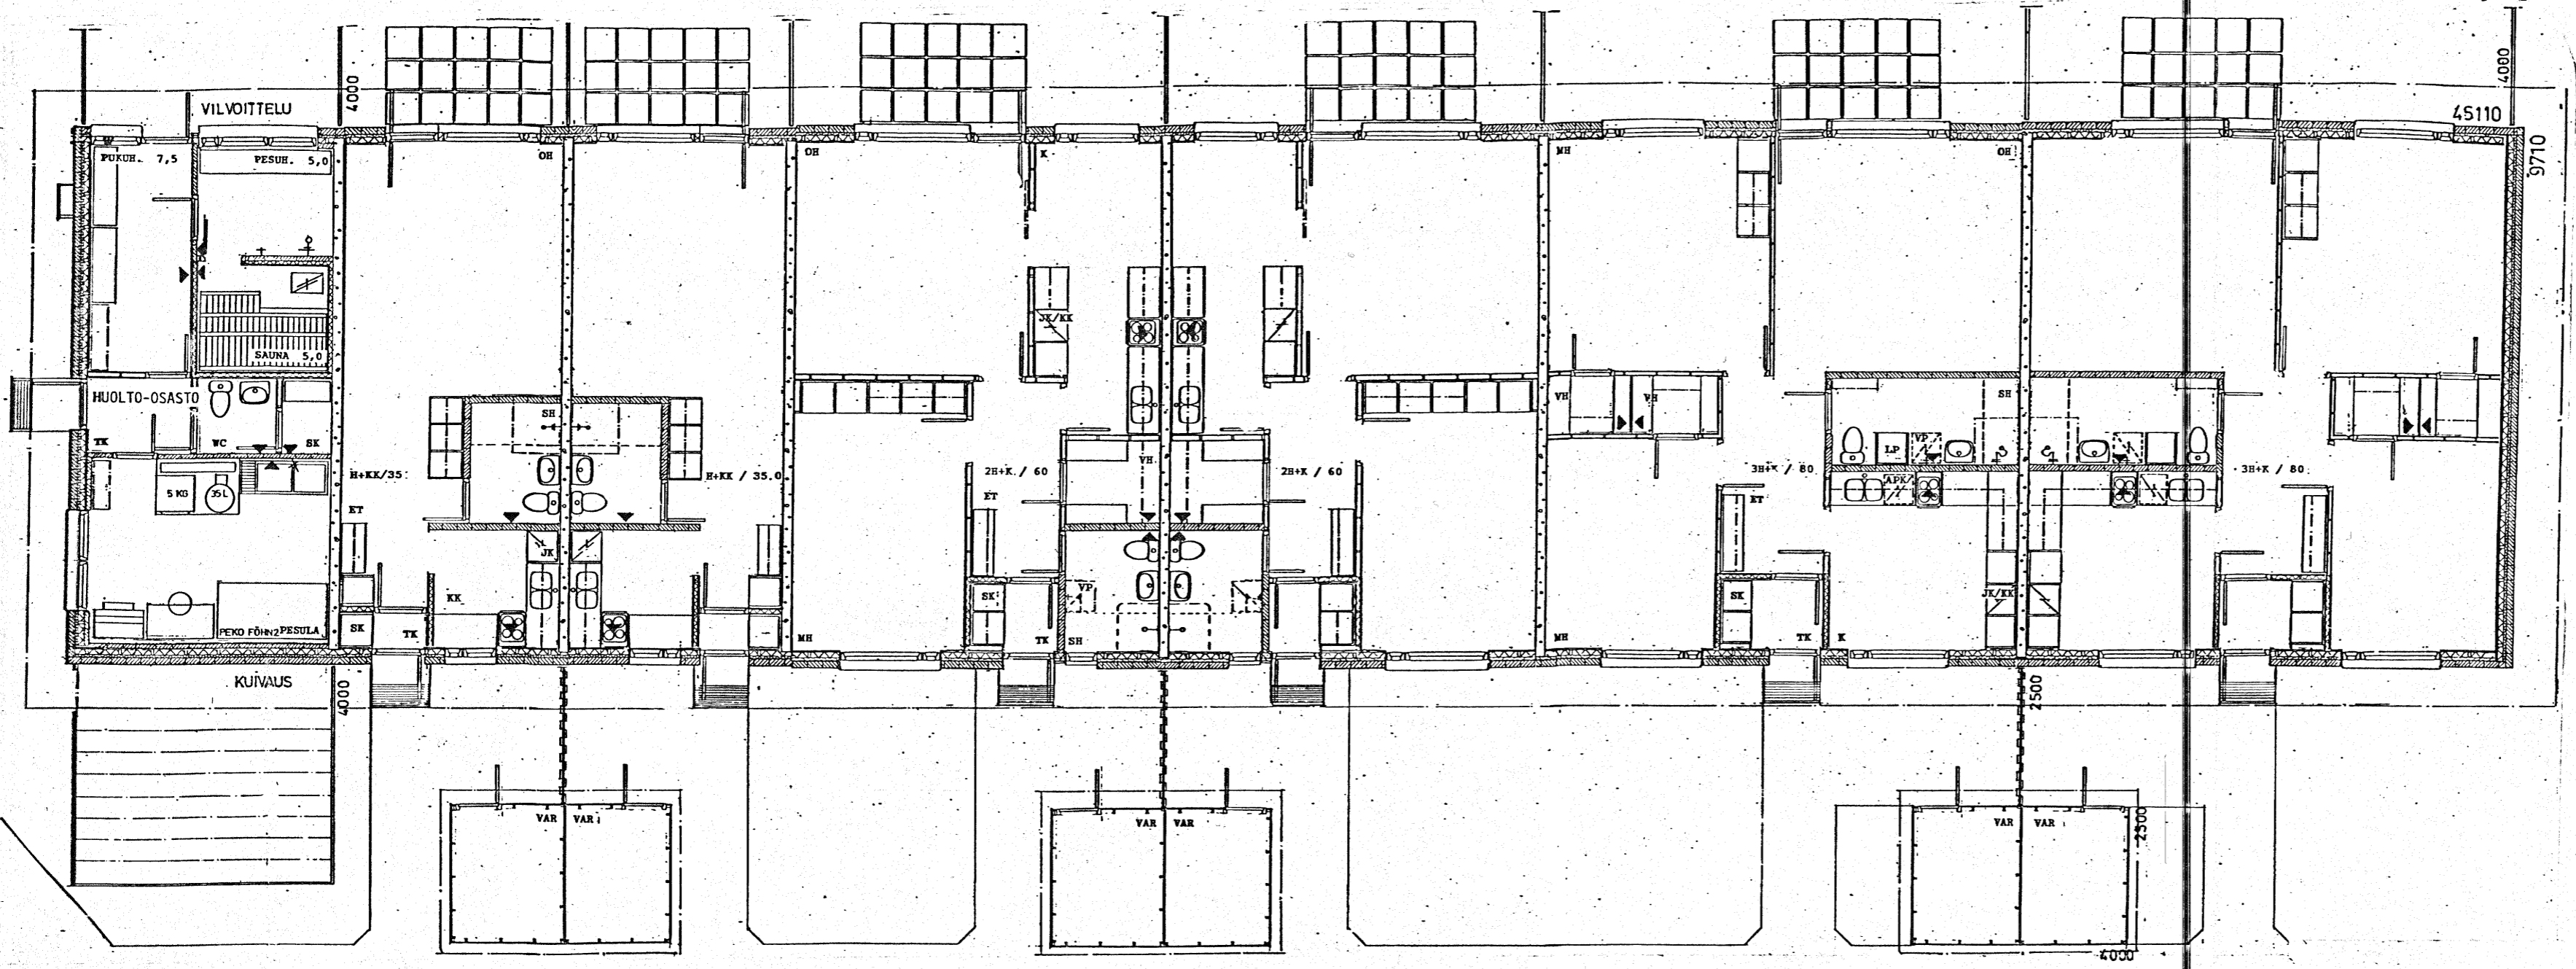 4000
4000
VILVOITTELU
45110
9710
PUKUH. 7,5
PESUH. 5,0
OH
OH
K
MH
OH
JK/KK
SAUNA 5,0
HUOLTO-OSASTO
TK
WC
SK
SH
VH
VH
VH
SH
LP
VP
H+KK/35
H+KK / 35.0
2H+K / 60
2H+K / 60
3H+K / 80
3H+K / 80
5 KG
35L
ET
ET
ET
APK
JK
KK
SK
TK
SK
VP
SK
JK/KK
PEKO FÖHN2 PESULA
MH
TK
SH
MH
TK
K
KUIVAUS
4000
2500
VAR
VAR
VAR
VAR
VAR
VAR
2500
4000